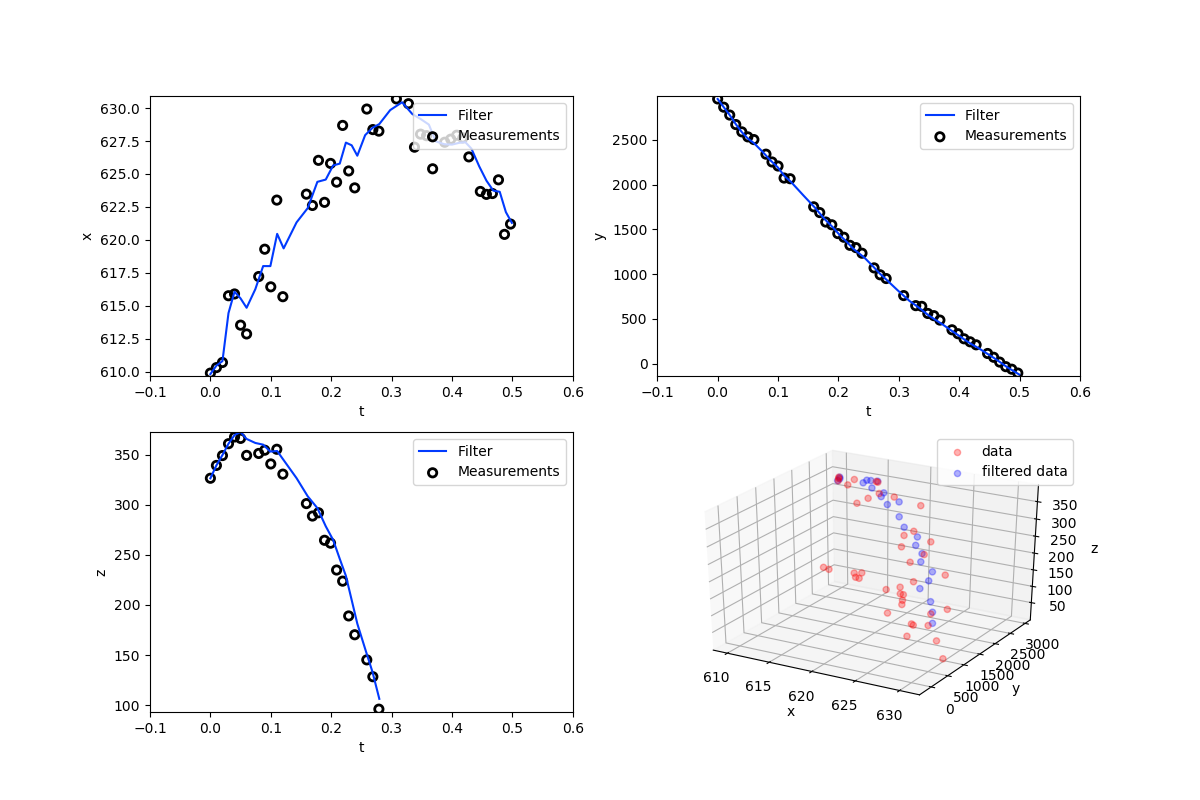 630.0
627.5
625.0
622.5
620.0
617.5
615.0
612.5
610.0
x
−0.1 0.0 0.1 0.2 0.3 0.4 0.5 0.6
t
Filter
Measurements
2500
2000
1500
1000
500
0
y
−0.1 0.0 0.1 0.2 0.3 0.4 0.5 0.6
t
Filter
Measurements
350
300
250
200
150
100
z
−0.1 0.0 0.1 0.2 0.3 0.4 0.5 0.6
t
Filter
Measurements
data
filtered data
350
300
250
200
150
100
50
z
3000
2500
2000
1500
1000
500
0
y
610 615 620 625 630
x